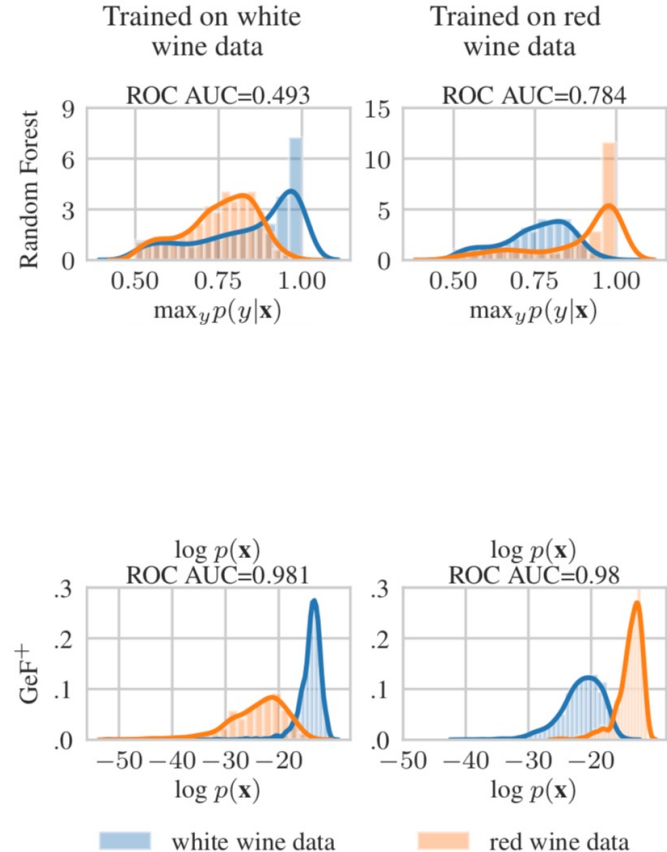 Trained on white
wine data
Trained on red
wine data
ROC AUC=0.493
ROC AUC=0.784
Random Forest
9
6
3
0
15
10
5
0
0.50 0.75 1.00
0.50 0.75 1.00
max_y p(y|x)
max_y p(y|x)
log p(x)
log p(x)
ROC AUC=0.981
ROC AUC=0.98
GeF⁺
.3
.2
.1
.0
.3
.2
.1
.0
−50 −40 −30 −20
−50 −40 −30 −20
log p(x)
log p(x)
white wine data
red wine data